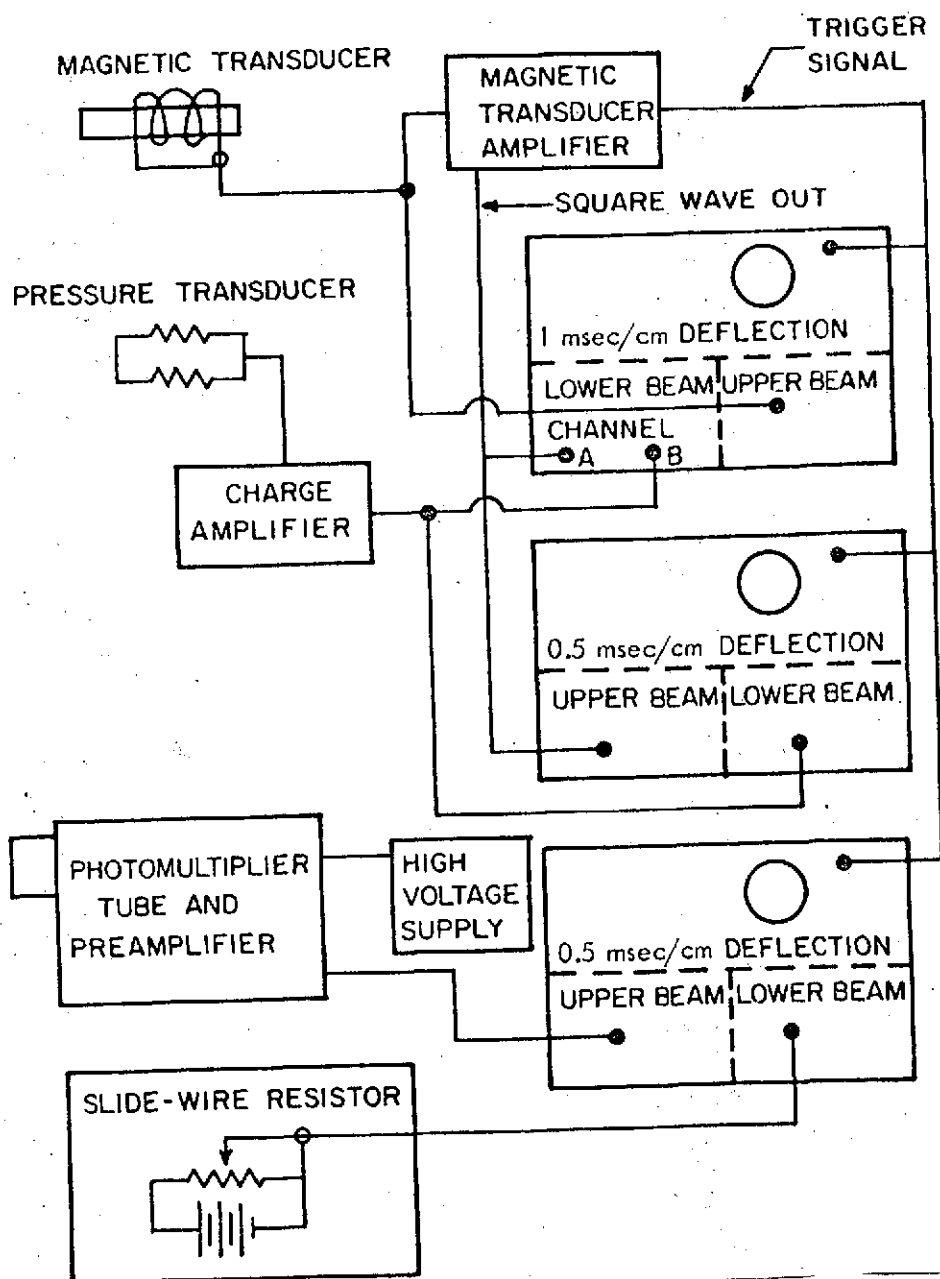 TRIGGER
SIGNAL
MAGNETIC TRANSDUCER
MAGNETIC
TRANSDUCER
AMPLIFIER
SQUARE WAVE OUT
PRESSURE TRANSDUCER
1 msec/cm DEFLECTION
LOWER BEAM
UPPER BEAM
CHANNEL
A
B
CHARGE
AMPLIFIER
0.5 msec/cm DEFLECTION
UPPER BEAM
LOWER BEAM
PHOTOMULTIPLIER
TUBE AND
PREAMPLIFIER
HIGH
VOLTAGE
SUPPLY
0.5 msec/cm DEFLECTION
UPPER BEAM
LOWER BEAM
SLIDE-WIRE RESISTOR